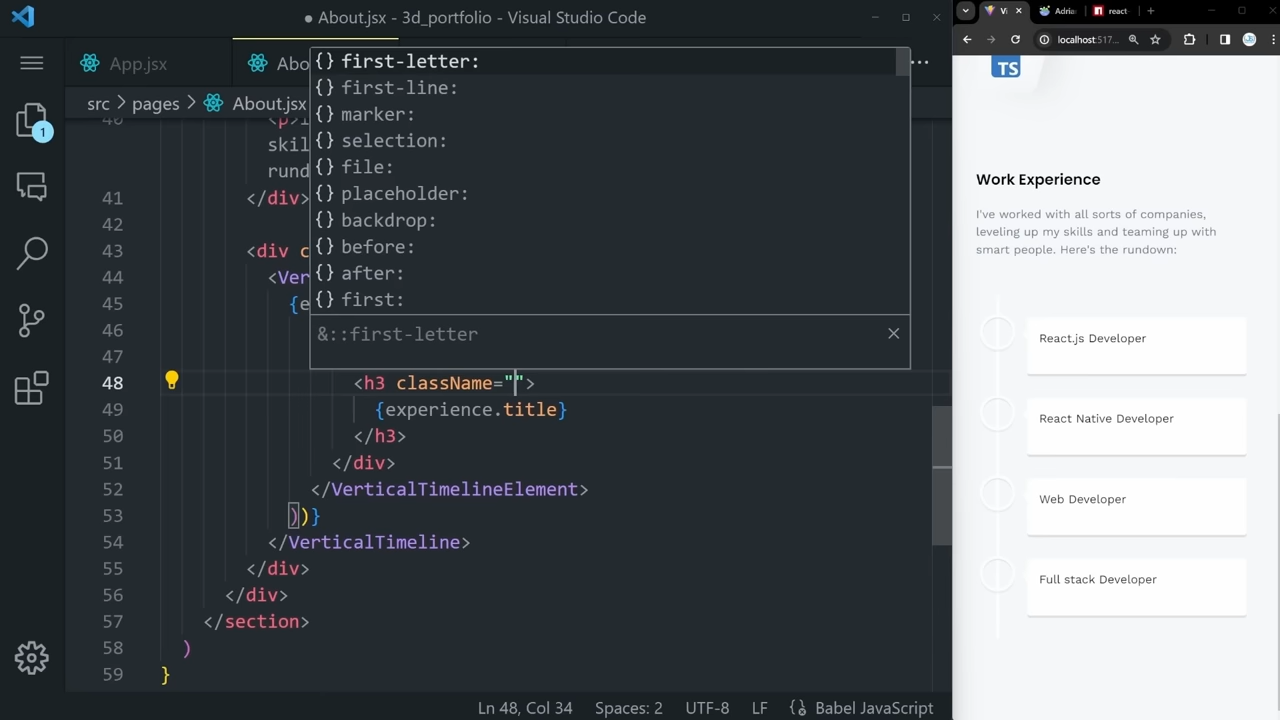 About.jsx - 3d_portfolio - Visual Studio Code
App.jsx
Abo
src > pages > About.jsx
first-letter:
first-line:
marker:
selection:
file:
placeholder:
backdrop:
before:
after:
first:
&::first-letter
1
40
skil
rund
41 </div>
42
43 <div c
44 <Ver
45 {e
46
47
48 <h3 className="">
49 {experience.title}
50 </h3>
51 </div>
52 </VerticalTimelineElement>
53 ))}
54 </VerticalTimeline>
55 </div>
56 </div>
57 </section>
58 )
59 }
Ln 48, Col 34 Spaces: 2 UTF-8 LF Babel JavaScript
Vi
Adria
react-
localhost:517...
TS
Work Experience
I've worked with all sorts of companies,
leveling up my skills and teaming up with
smart people. Here's the rundown:
React.js Developer
React Native Developer
Web Developer
Full stack Developer